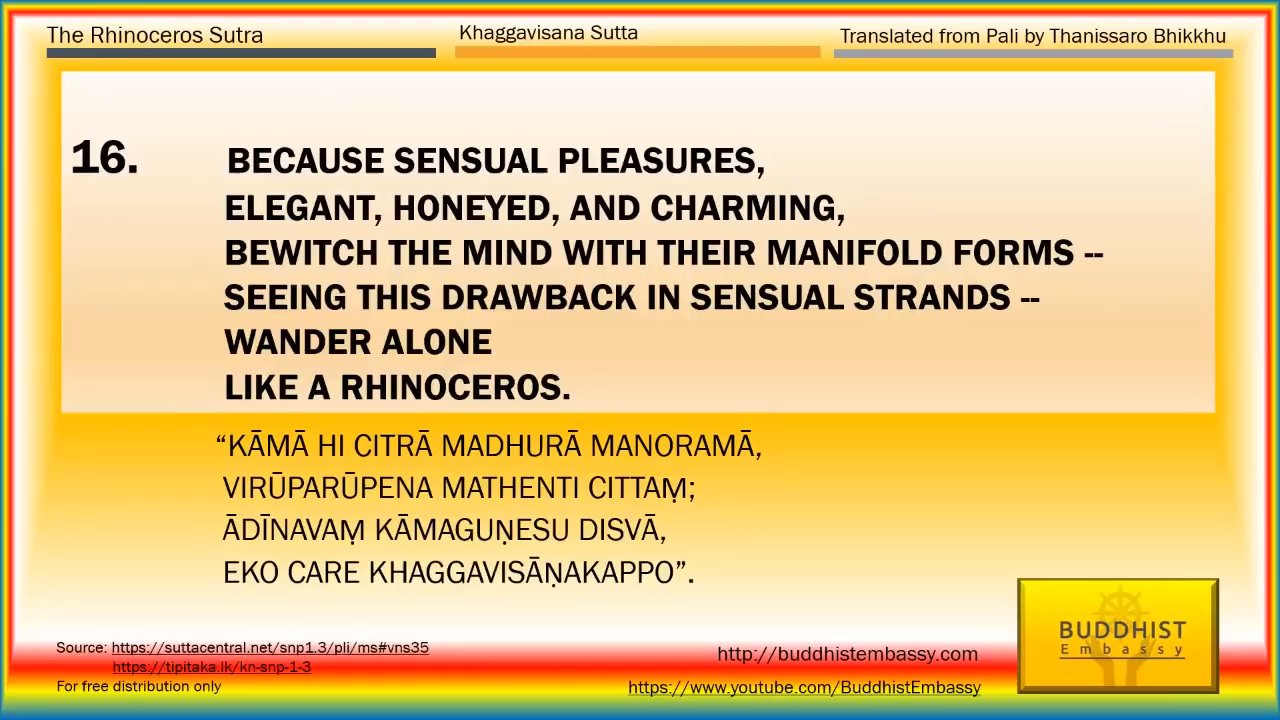 The Rhinoceros Sutra
Khaggavisana Sutta
Translated from Pali by Thanissaro Bhikkhu
16. BECAUSE SENSUAL PLEASURES,
ELEGANT, HONEYED, AND CHARMING,
BEWITCH THE MIND WITH THEIR MANIFOLD FORMS --
SEEING THIS DRAWBACK IN SENSUAL STRANDS --
WANDER ALONE
LIKE A RHINOCEROS.
“KĀMĀ HI CITRĀ MADHURĀ MANORAMĀ,
VIRŪPARŪPENA MATHENTI CITTAṂ;
ĀDĪNAVAṂ KĀMAGUṆESU DISVĀ,
EKO CARE KHAGGAVISĀṆAKAPPO”.
Source: https://suttacentral.net/snp1.3/pli/ms#vns35
https://tipitaka.lk/kn-snp-1-3
For free distribution only
http://buddhistembassy.com
https://www.youtube.com/BuddhistEmbassy
BUDDHIST
Embassy